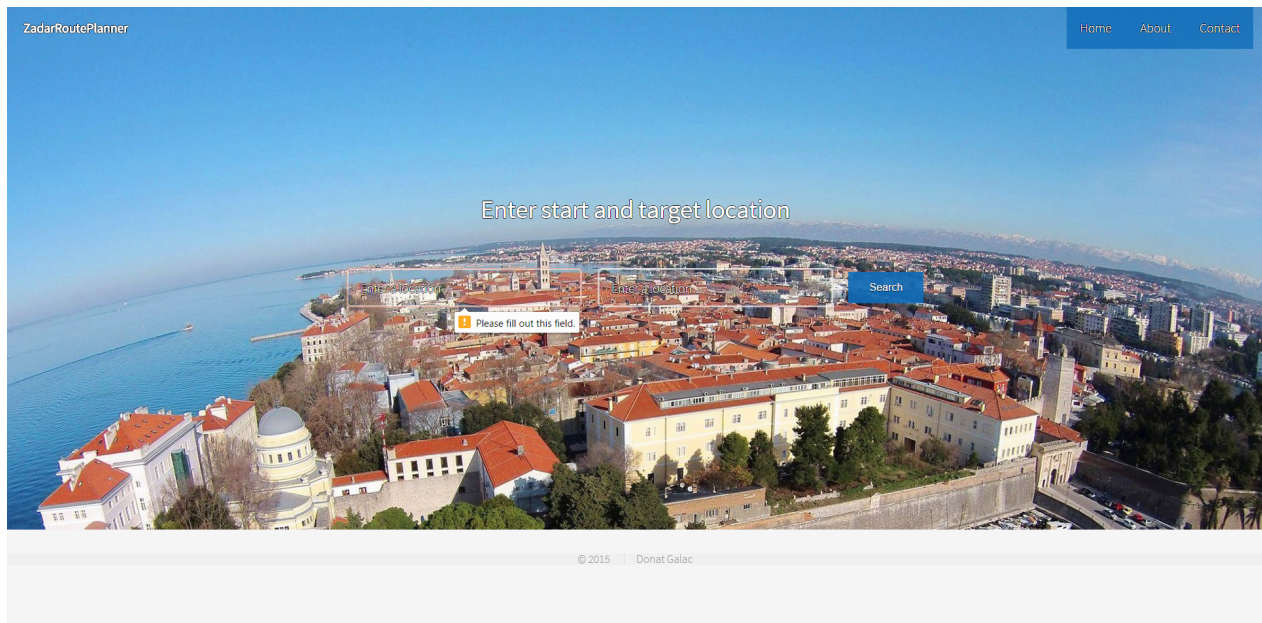 ZadarRoutePlanner
Home About Contact
Enter start and target location
Enter a location Enter a location Search
Please fill out this field.
© 2015 | Donat Galac